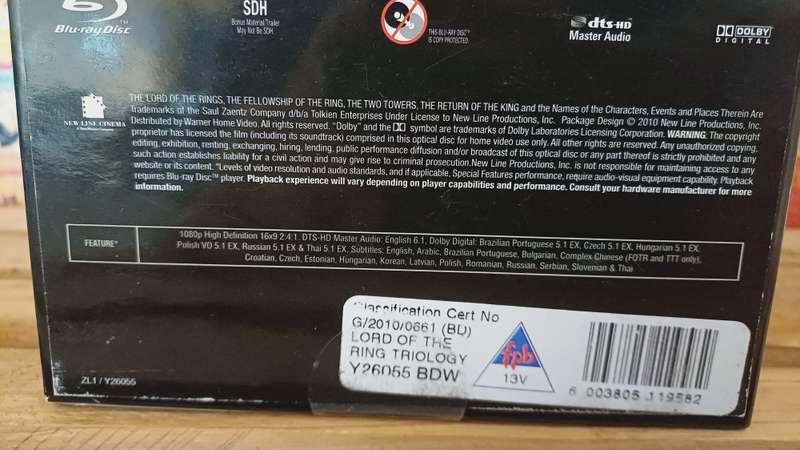 Blu-ray Disc™
SDH
Bonus Material/Trailer
May Not Be SDH.
THIS BLU-RAY DISC™
IS COPY PROTECTED
dts-HD
Master Audio
DOLBY
DIGITAL
NEW LINE CINEMA
THE LORD OF THE RINGS, THE FELLOWSHIP OF THE RING, THE TWO TOWERS, THE RETURN OF THE KING and the Names of the Characters, Events and Places Therein Are
Trademarks of the Saul Zaentz Company d/b/a Tolkien Enterprises Under License to New Line Productions, Inc. Package Design © 2010 New Line Productions, Inc.
Distributed by Warner Home Video. All rights reserved. "Dolby" and the symbol are trademarks of Dolby Laboratories Licensing Corporation. WARNING: The copyright
proprietor has licensed the film (including its soundtrack) comprised in this optical disc for home video use only. All other rights are reserved. Any unauthorized copying,
editing, exhibition, renting, exchanging, hiring, lending, public performance diffusion and/or broadcast of this optical disc or any part thereof is strictly prohibited and any
such action establishes liability for a civil action and may give rise to criminal prosecution.New Line Productions, Inc. is not responsible for maintaining access to any
website or its content. *Levels of video resolution and audio standards, and if applicable, Special Features performance, require audio-visual equipment capability. Playback
requires Blu-ray Disc™ player. Playback experience will vary depending on player capabilities and performance. Consult your hardware manufacturer for more
information.
FEATURE*
1080p High Definition 16x9 2:4:1. DTS-HD Master Audio: English 6.1, Dolby Digital: Brazilian Portuguese 5.1 EX, Czech 5.1 EX, Hungarian 5.1 EX,
Polish VO 5.1 EX, Russian 5.1 EX & Thai 5.1 EX. Subtitles: English, Arabic, Brazilian Portuguese, Bulgarian, Complex Chinese (FOTR and TTT only),
Croatian, Czech, Estonian, Hungarian, Korean, Latvian, Polish, Romanian, Russian, Serbian, Slovenian & Thai
Classification Cert No
G/2010/0661 (BD)
LORD OF THE
RING TRIOLOGY
Y26055 BDW
fpb
13V
6 003805 119582
ZL1 / Y26055